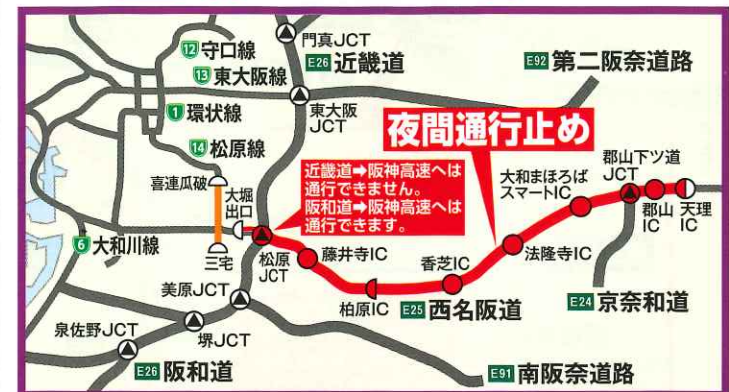 門真JCT
12 守口線
E26 近畿道
E92 第二阪奈道路
13 東大阪線
東大阪
JCT
1 環状線
夜間通行止め
14 松原線
郡山下ツ道
JCT
近畿道➡阪神高速へは
通行できません。
阪和道➡阪神高速へは
通行できます。
大和まほろば
スマートIC
喜連瓜破
大堀
出口
郡山
IC
天理
IC
6 大和川線
三宅
松原
JCT
藤井寺IC
香芝IC
法隆寺IC
美原JCT
柏原IC
E25 西名阪道
E24 京奈和道
泉佐野JCT
堺JCT
E26 阪和道
E91 南阪奈道路